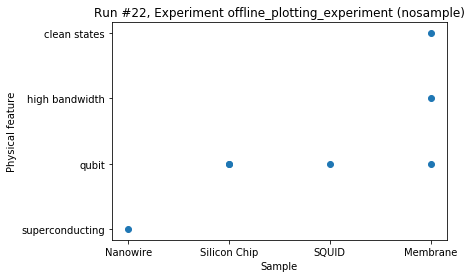 Run #22, Experiment offline_plotting_experiment (nosample)
clean states
high bandwidth
qubit
superconducting
Physical feature
Nanowire
Silicon Chip
SQUID
Membrane
Sample